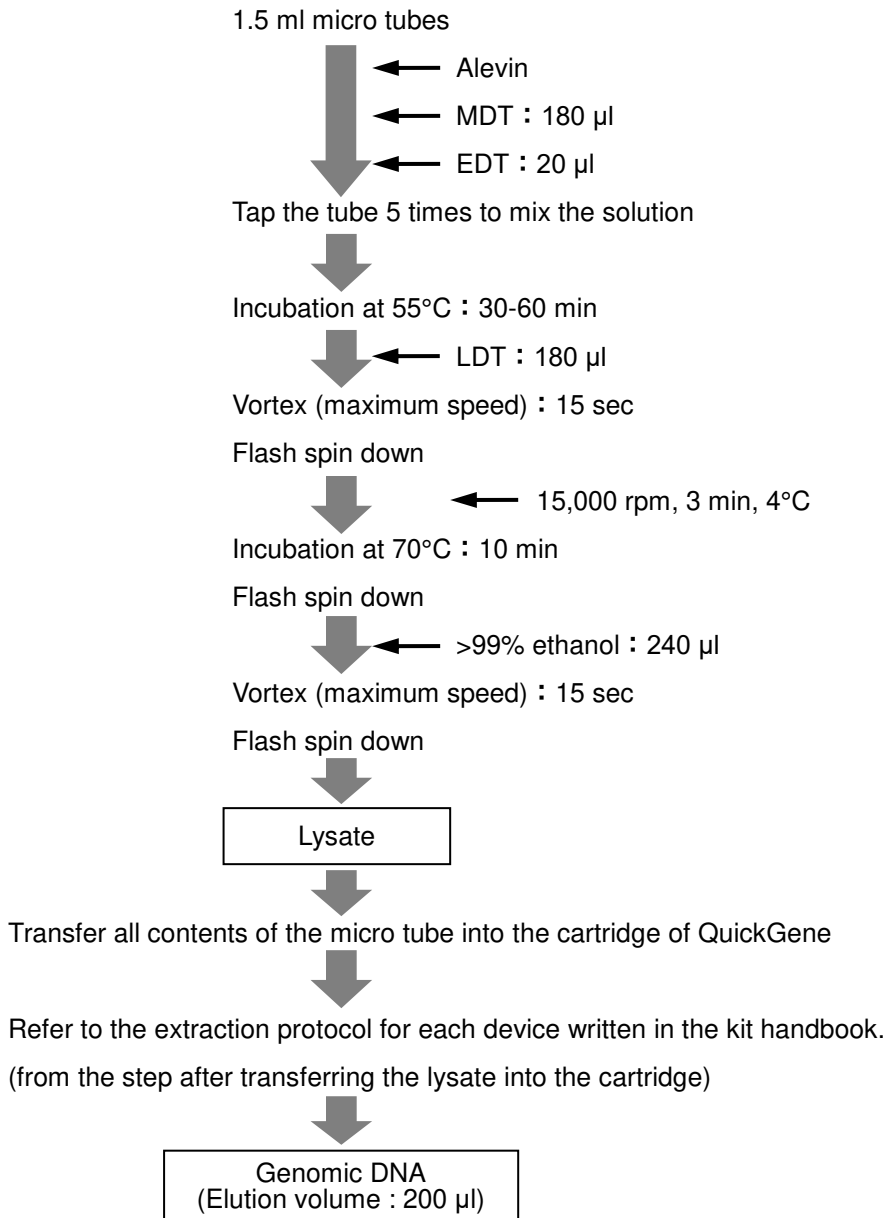 1.5 ml micro tubes
Alevin
MDT：180 µl
EDT：20 µl
Tap the tube 5 times to mix the solution
Incubation at 55°C：30-60 min
LDT：180 µl
Vortex (maximum speed)：15 sec
Flash spin down
15,000 rpm, 3 min, 4°C
Incubation at 70°C：10 min
Flash spin down
>99% ethanol：240 µl
Vortex (maximum speed)：15 sec
Flash spin down
Lysate
Transfer all contents of the micro tube into the cartridge of QuickGene
Refer to the extraction protocol for each device written in the kit handbook.
(from the step after transferring the lysate into the cartridge)
Genomic DNA
(Elution volume : 200 µl)